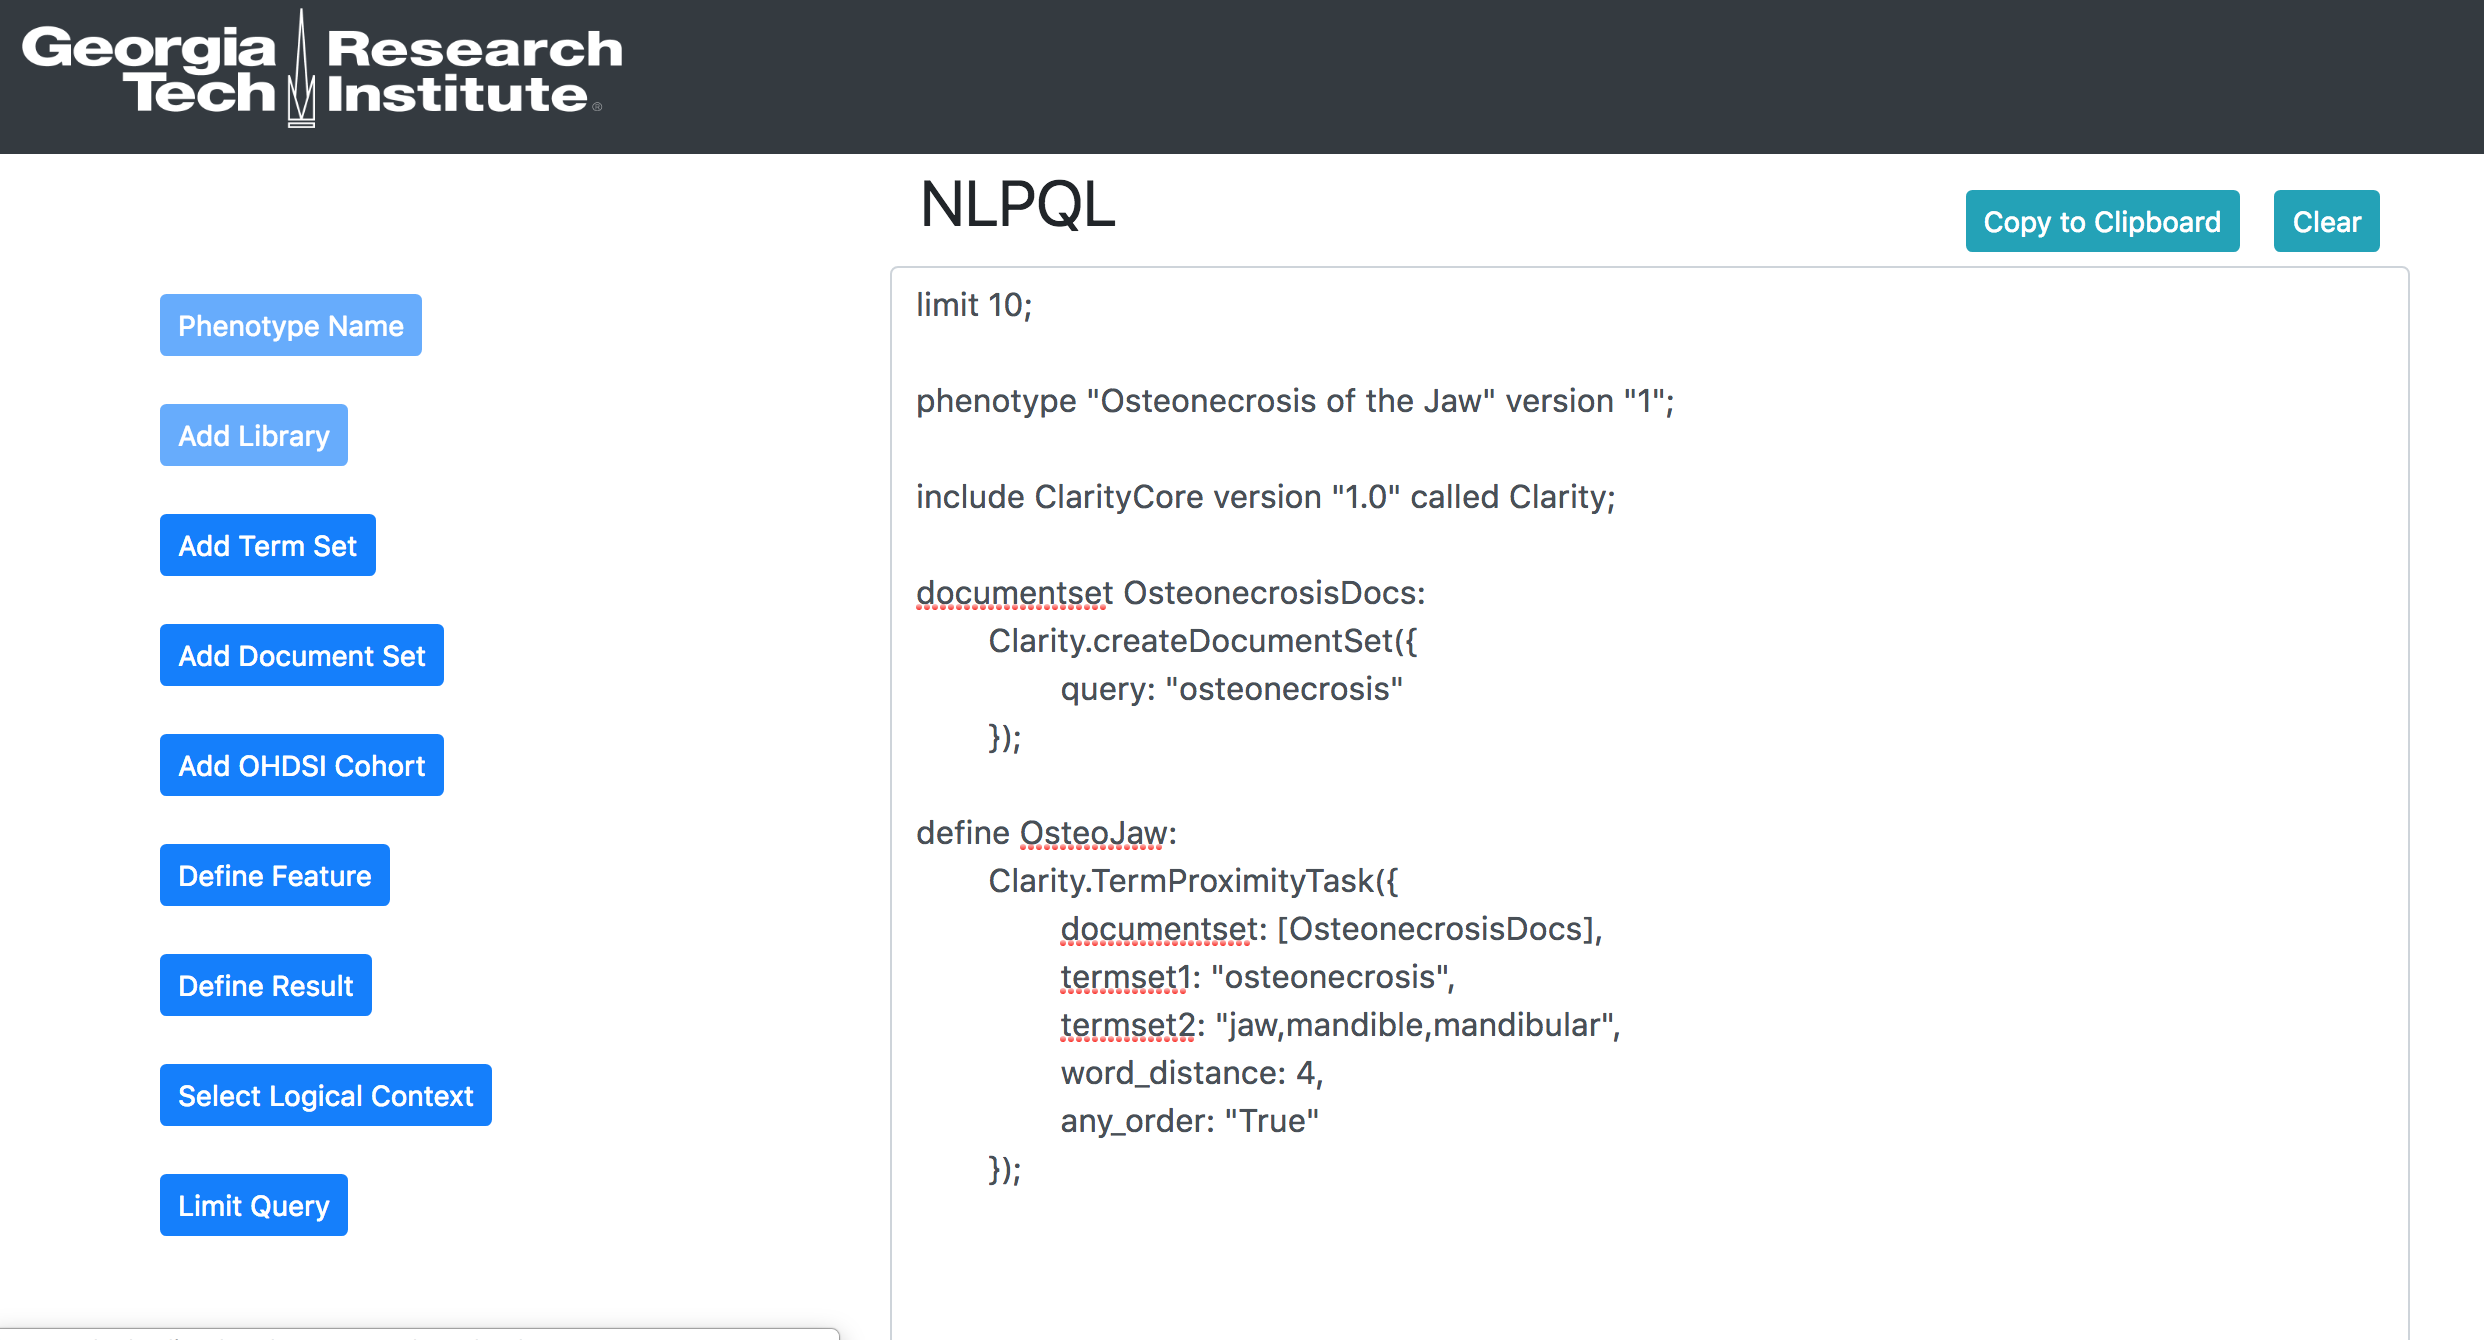 Georgia Tech Research Institute®
NLPQL
Copy to Clipboard
Clear
Phenotype Name
Add Library
Add Term Set
Add Document Set
Add OHDSI Cohort
Define Feature
Define Result
Select Logical Context
Limit Query
limit 10;
phenotype "Osteonecrosis of the Jaw" version "1";
include ClarityCore version "1.0" called Clarity;
documentset OsteonecrosisDocs:
Clarity.createDocumentSet({
query: "osteonecrosis"
});
define OsteoJaw:
Clarity.TermProximityTask({
documentset: [OsteonecrosisDocs],
termset1: "osteonecrosis",
termset2: "jaw,mandible,mandibular",
word_distance: 4,
any_order: "True"
});